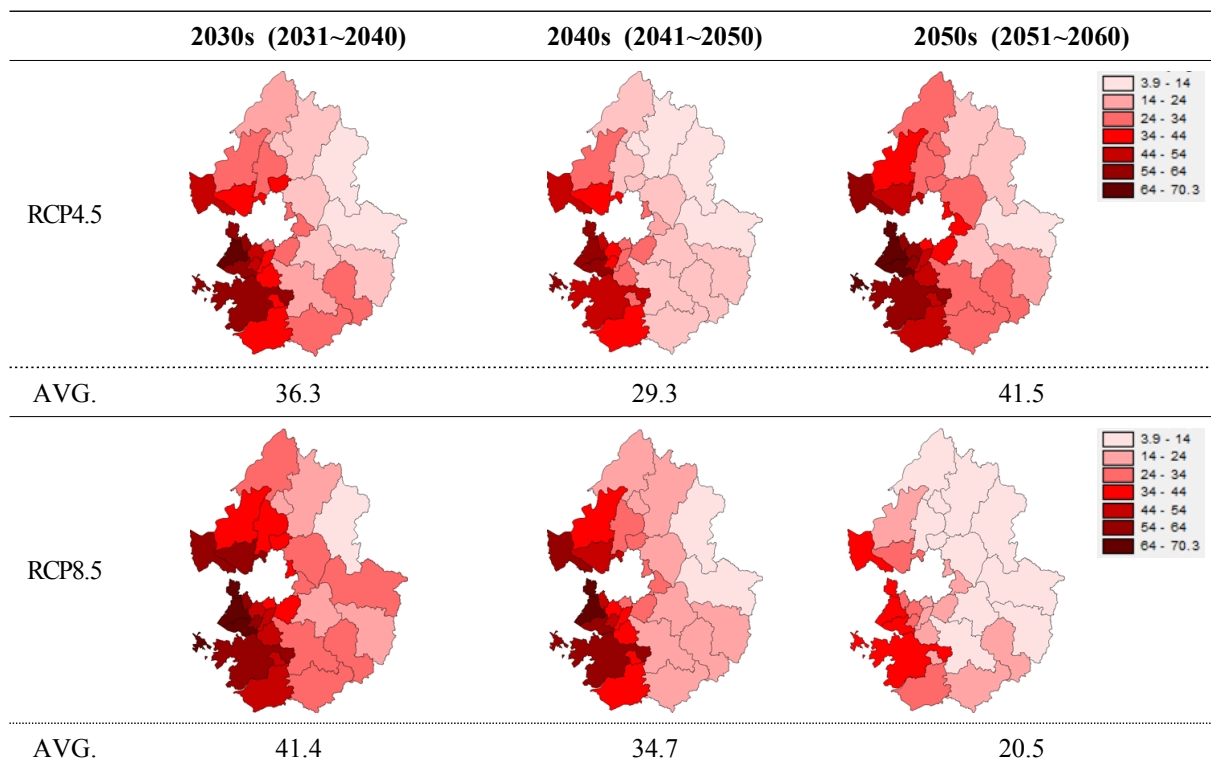 2030s (2031~2040) 2040s (2041~2050) 2050s (2051~2060)
3.9 - 14
14 - 24
24 - 34
34 - 44
44 - 54
54 - 64
64 - 70.3
RCP4.5
AVG. 36.3 29.3 41.5
3.9 - 14
14 - 24
24 - 34
34 - 44
44 - 54
54 - 64
64 - 70.3
RCP8.5
AVG. 41.4 34.7 20.5